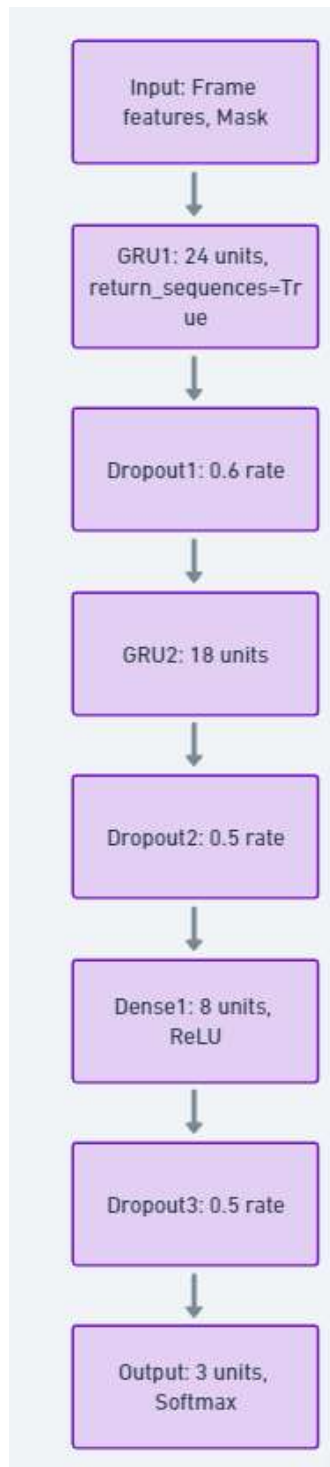 Input: Frame
features, Mask
GRU1: 24 units,
return_sequences=Tr
ue
Dropout1: 0.6 rate
GRU2: 18 units
Dropout2: 0.5 rate
Dense1: 8 units,
ReLU
Dropout3: 0.5 rate
Output: 3 units,
Softmax